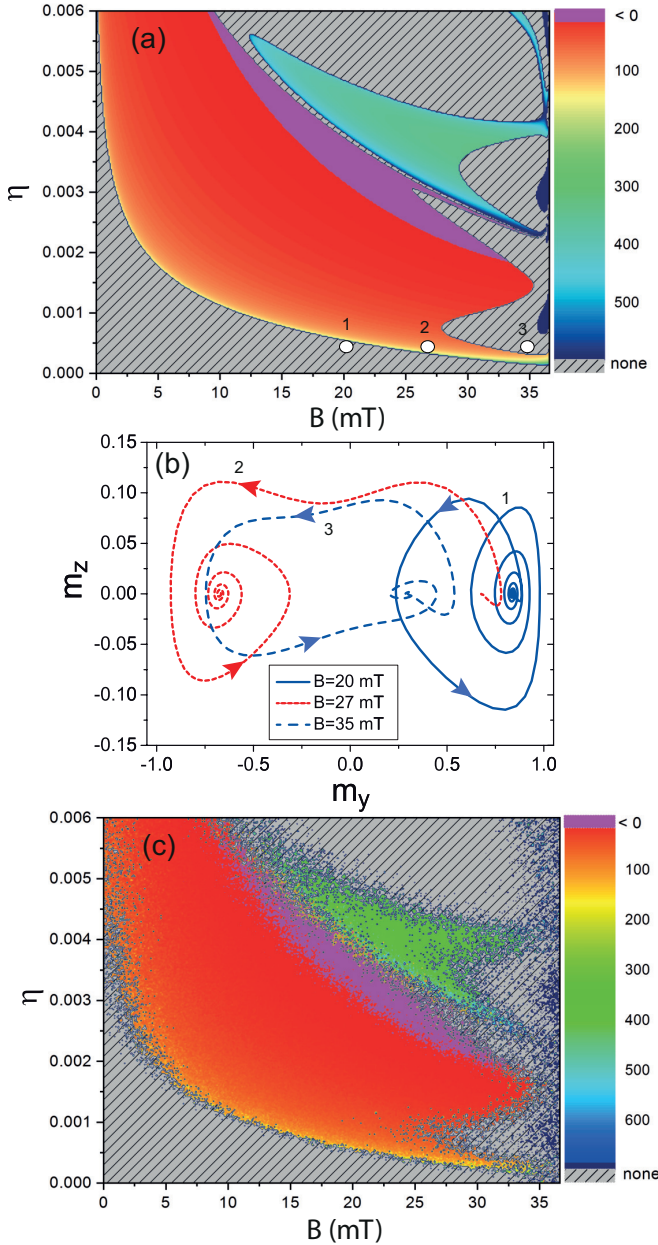 (a)
η
0.006
0.005
0.004
0.003
0.002
0.001
0.000
1 2 3
0 5 10 15 20 25 30 35
B (mT)
< 0
100
200
300
400
500
none
(b)
m_z
0.15
0.10
0.05
0.00
-0.05
-0.10
-0.15
2
3
1
B=20 mT
B=27 mT
B=35 mT
-1.0 -0.5 0.0 0.5 1.0
m_y
(c)
η
0.006
0.005
0.004
0.003
0.002
0.001
0.000
0 5 10 15 20 25 30 35
B (mT)
< 0
100
200
300
400
500
600
none